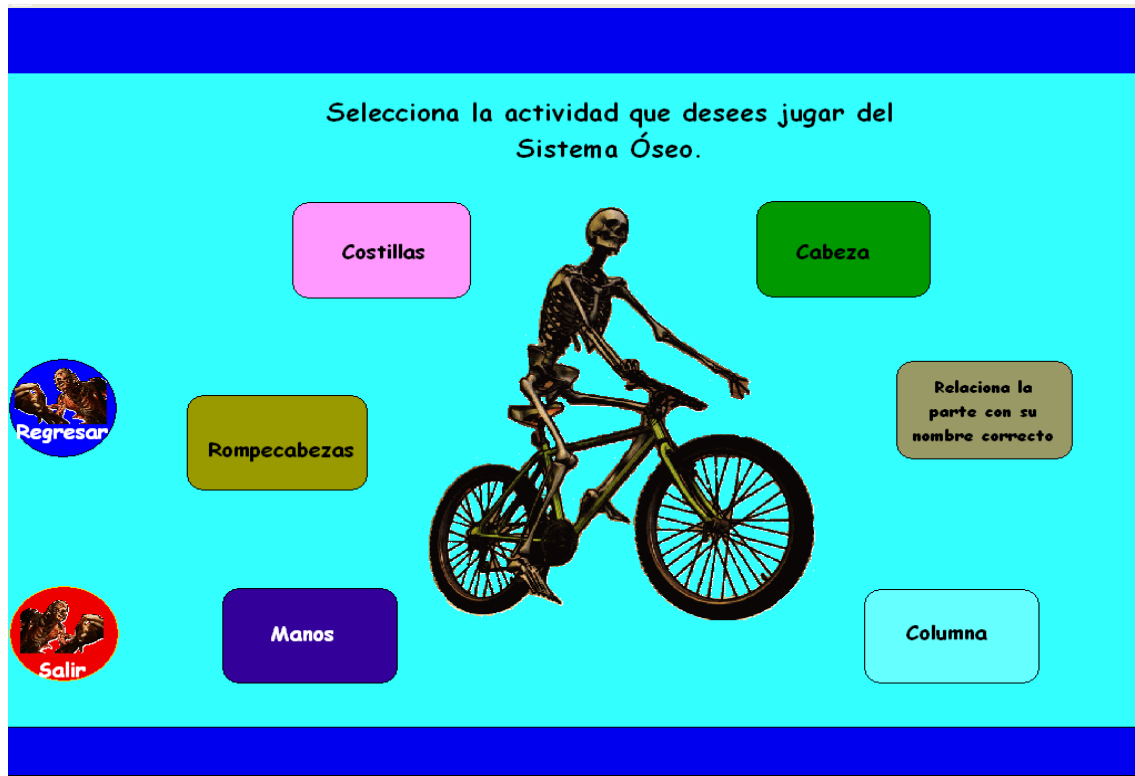 Selecciona la actividad que desees jugar del
Sistema Óseo.
Costillas
Cabeza
Relaciona la
parte con su
nombre correcto
Regresar
Rompecabezas
Manos
Columna
Salir